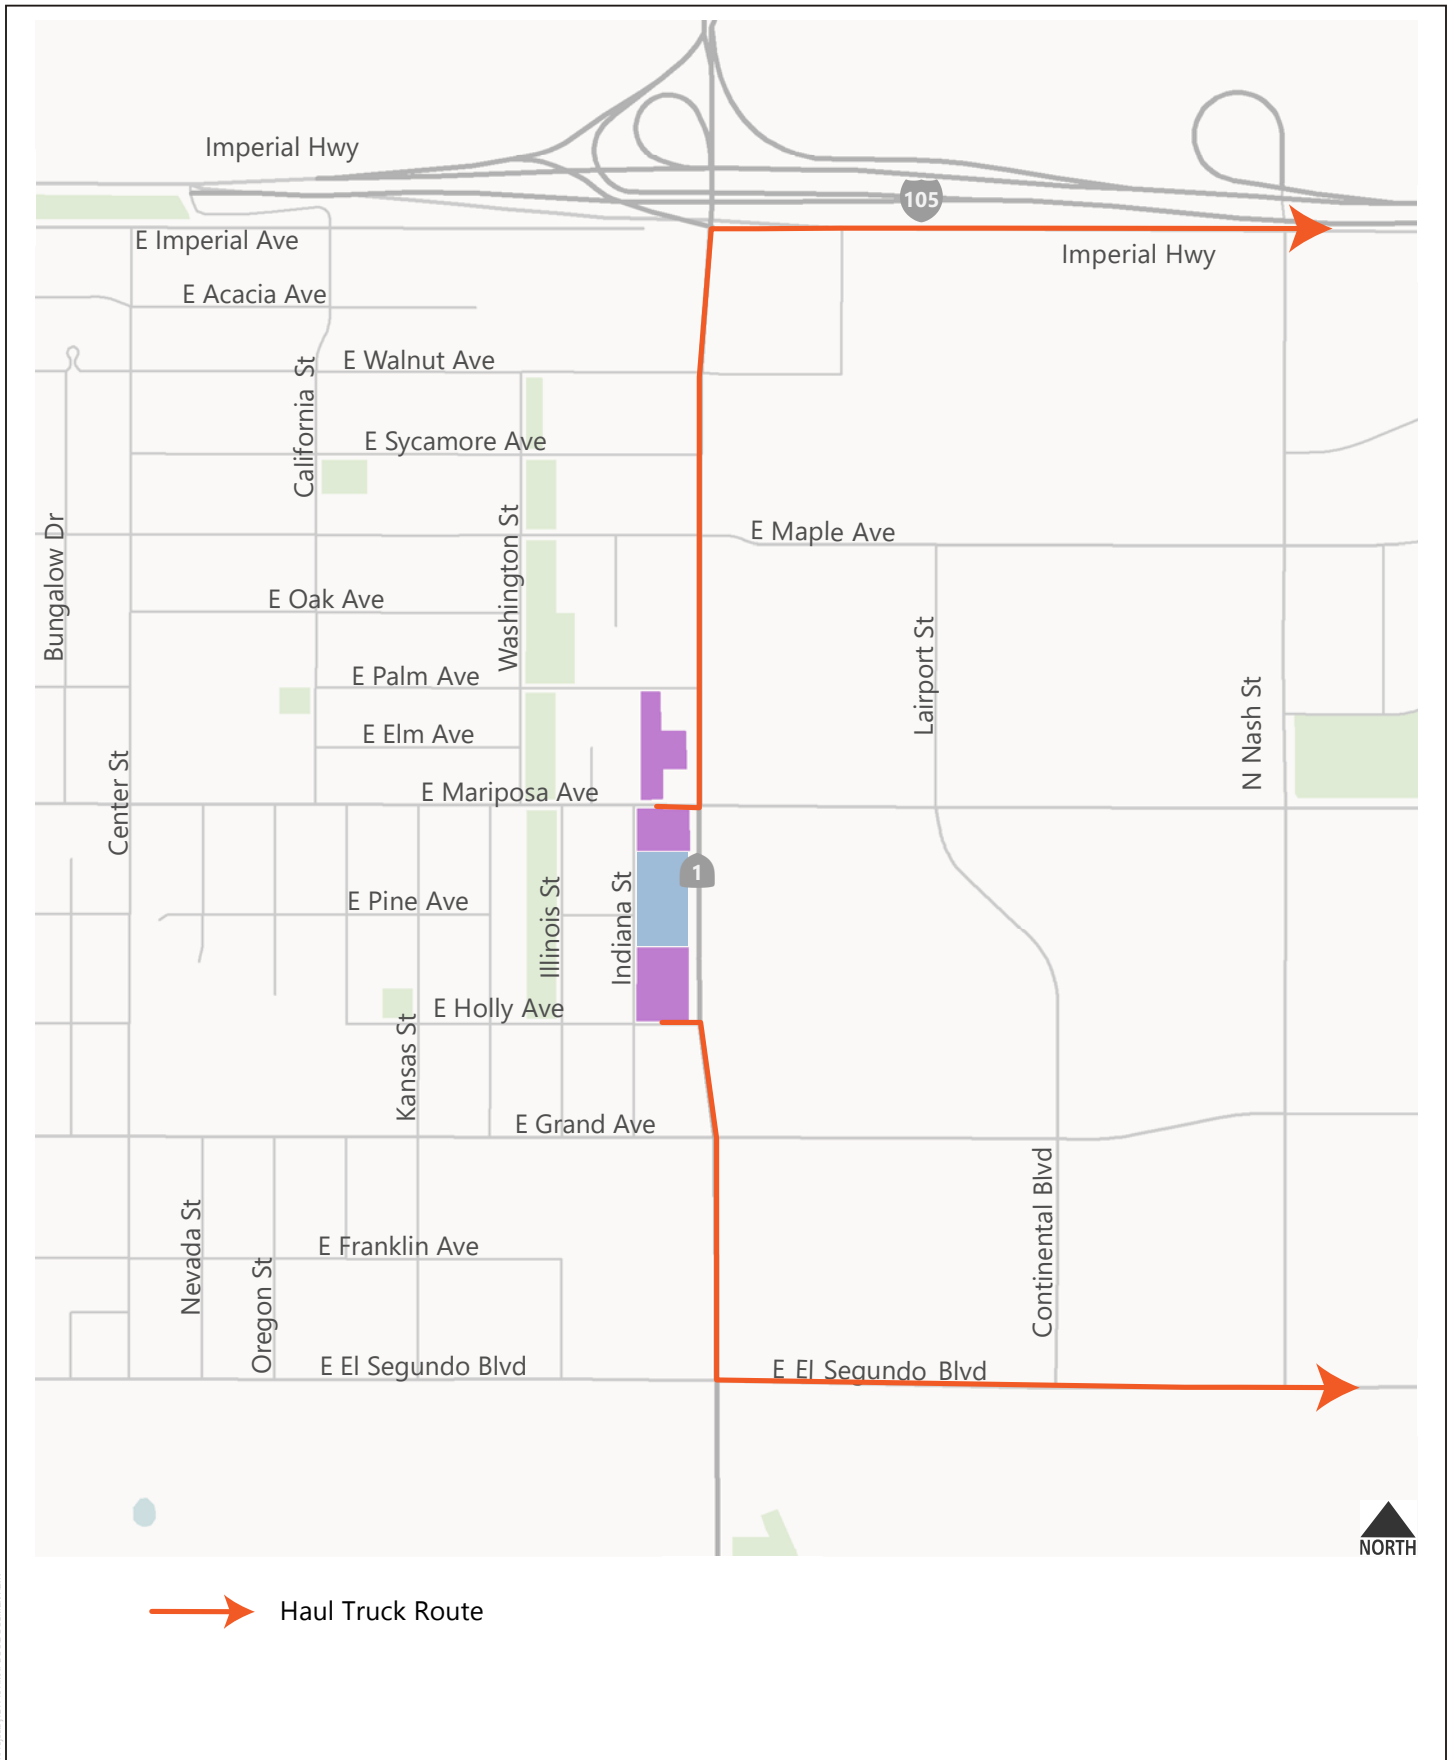 Imperial Hwy
105
E Imperial Ave
Imperial Hwy
E Acacia Ave
E Walnut Ave
California St
E Sycamore Ave
Washington St
E Maple Ave
Bungalow Dr
E Oak Ave
Lairport St
E Palm Ave
N Nash St
E Elm Ave
Center St
E Mariposa Ave
1
E Pine Ave
Illinois St
Indiana St
E Holly Ave
Kansas St
E Grand Ave
Continental Blvd
Nevada St
E Franklin Ave
Oregon St
E El Segundo Blvd
E El Segundo Blvd
NORTH
Haul Truck Route